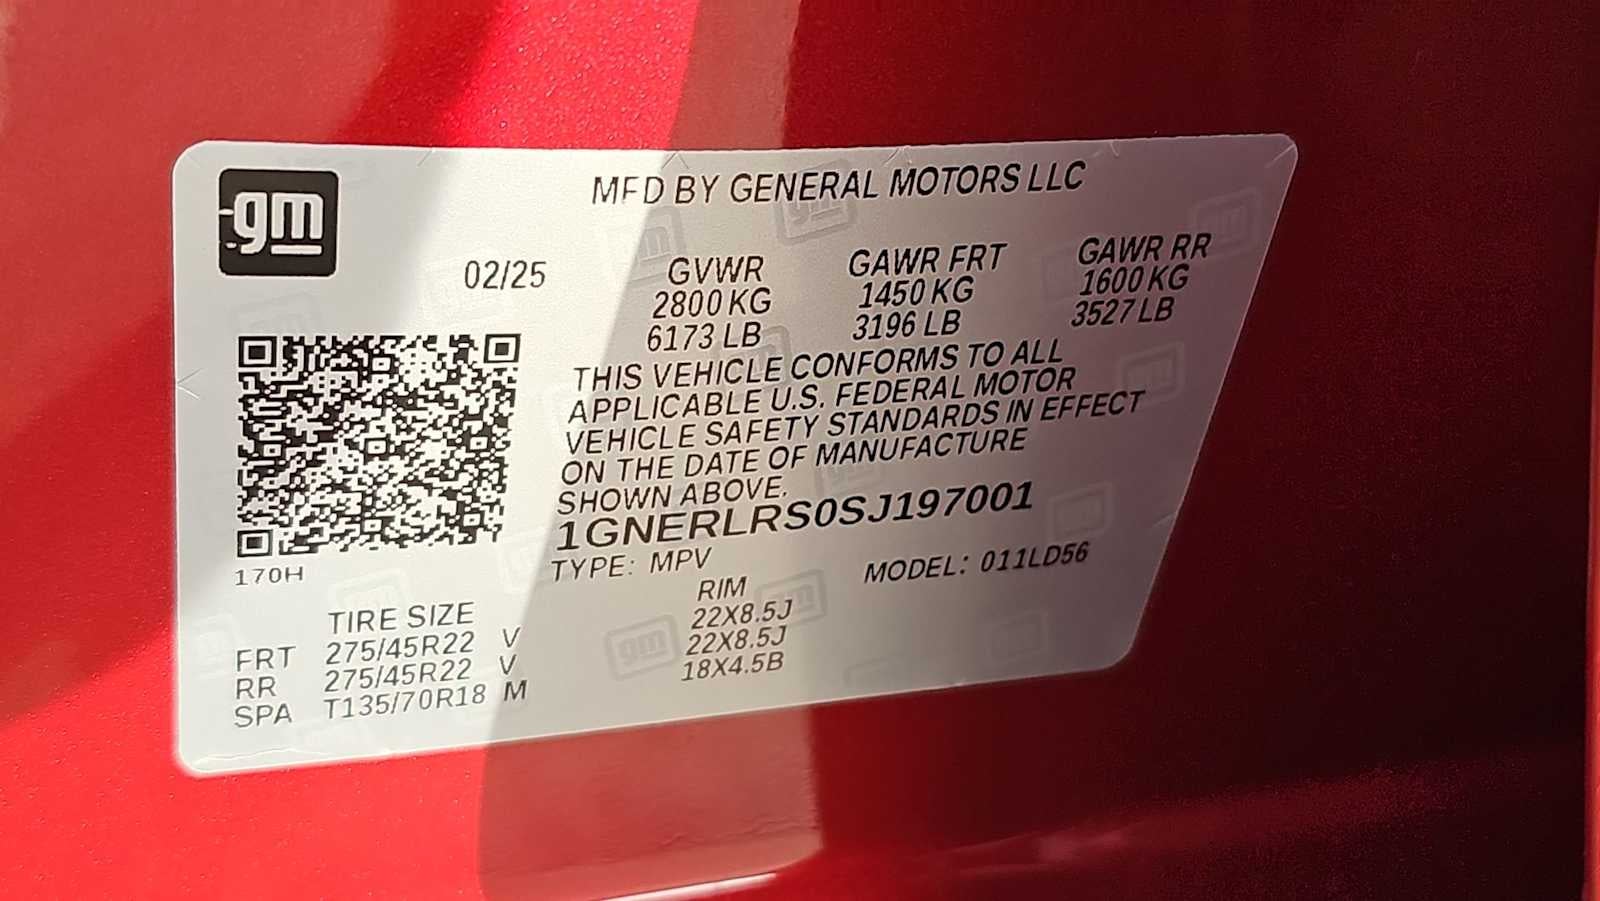 gm
MFD BY GENERAL MOTORS LLC
02/25
GVWR GAWR FRT GAWR RR
2800 KG 1450 KG 1600 KG
6173 LB 3196 LB 3527 LB
THIS VEHICLE CONFORMS TO ALL
APPLICABLE U.S. FEDERAL MOTOR
VEHICLE SAFETY STANDARDS IN EFFECT
ON THE DATE OF MANUFACTURE
SHOWN ABOVE.
1GNERLRS0SJ197001
170H
TYPE: MPV MODEL: 011LD56
TIRE SIZE RIM
FRT 275/45R22 V 22X8.5J
RR 275/45R22 V 22X8.5J
SPA T135/70R18 M 18X4.5B